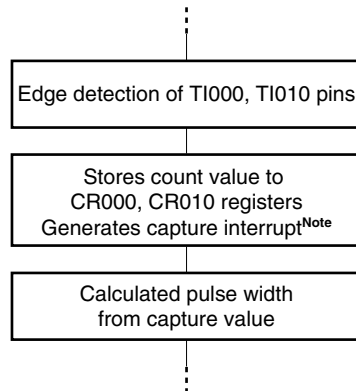 Edge detection of TI000, TI010 pins
Stores count value to
CR000, CR010 registers
Generates capture interruptNote
Calculated pulse width
from capture value